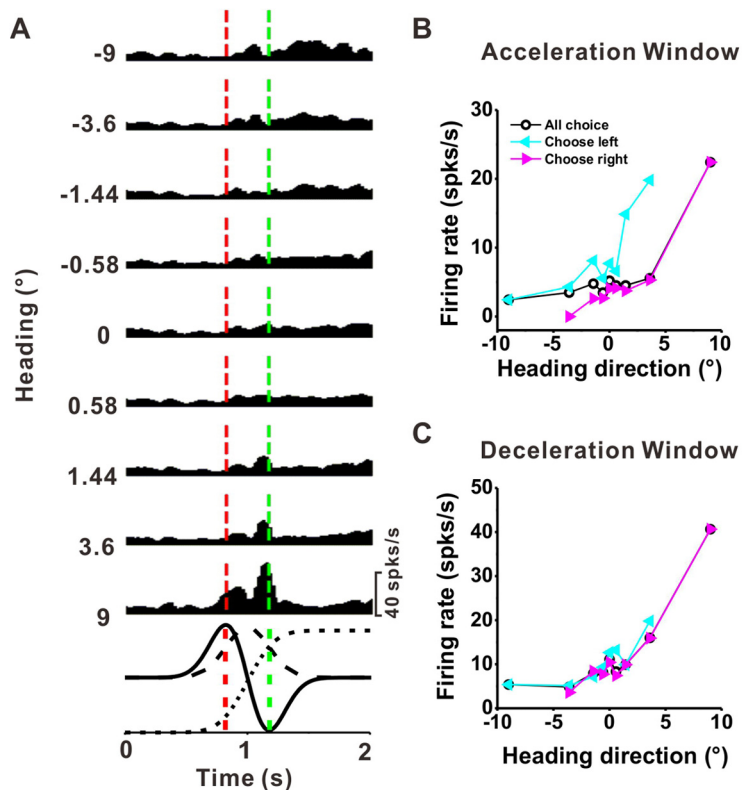 A
-9
-3.6
-1.44
-0.58
0
0.58
1.44
3.6
9
Heading (°)
40 spks/s
0 1 2
Time (s)
B
Acceleration Window
30
20
10
0
Firing rate (spks/s)
All choice
Choose left
Choose right
-10 -5 0 5 10
Heading direction (°)
C
Deceleration Window
50
40
30
20
10
0
Firing rate (spks/s)
-10 -5 0 5 10
Heading direction (°)